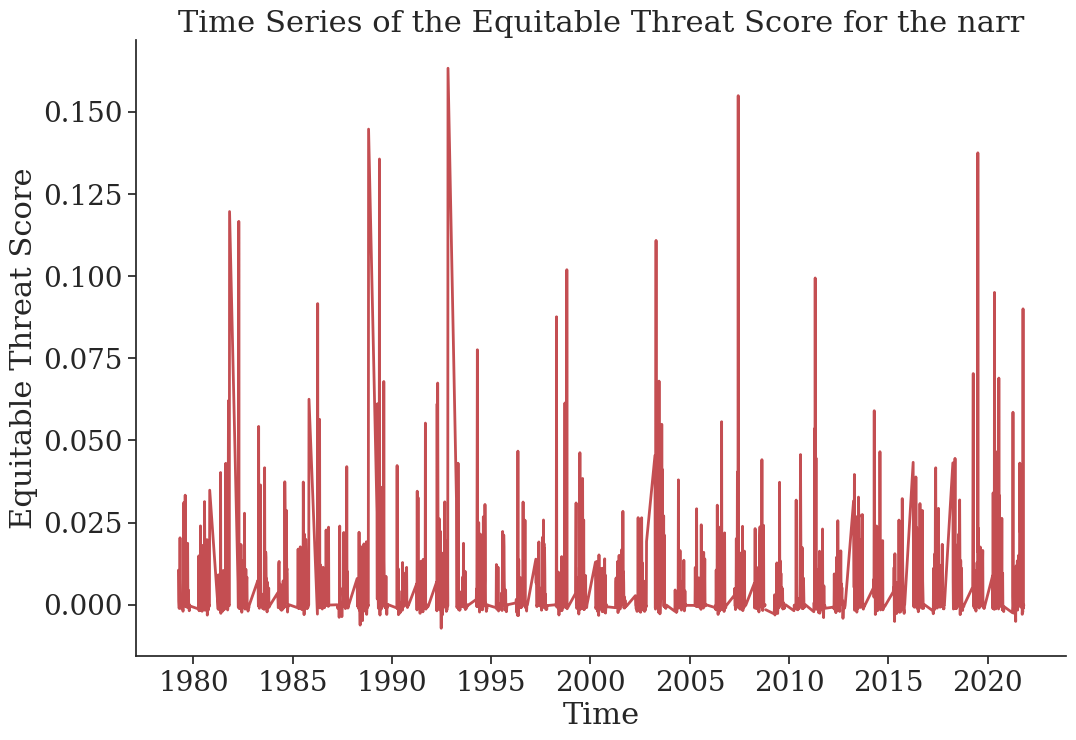 Time Series of the Equitable Threat Score for the narr
Equitable Threat Score
0.150
0.125
0.100
0.075
0.050
0.025
0.000
1980 1985 1990 1995 2000 2005 2010 2015 2020
Time